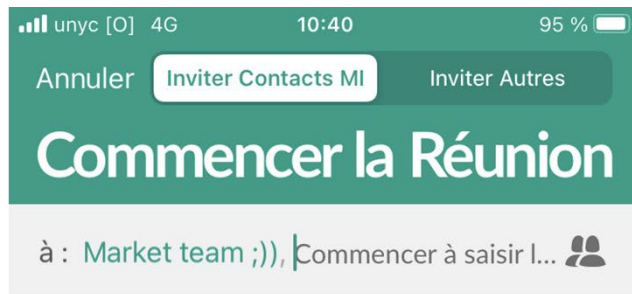 unyc [O] 4G 10:40 95 %
Annuler Inviter Contacts MI Inviter Autres
Commencer la Réunion
à : Market team ;)), Commencer à saisir l...